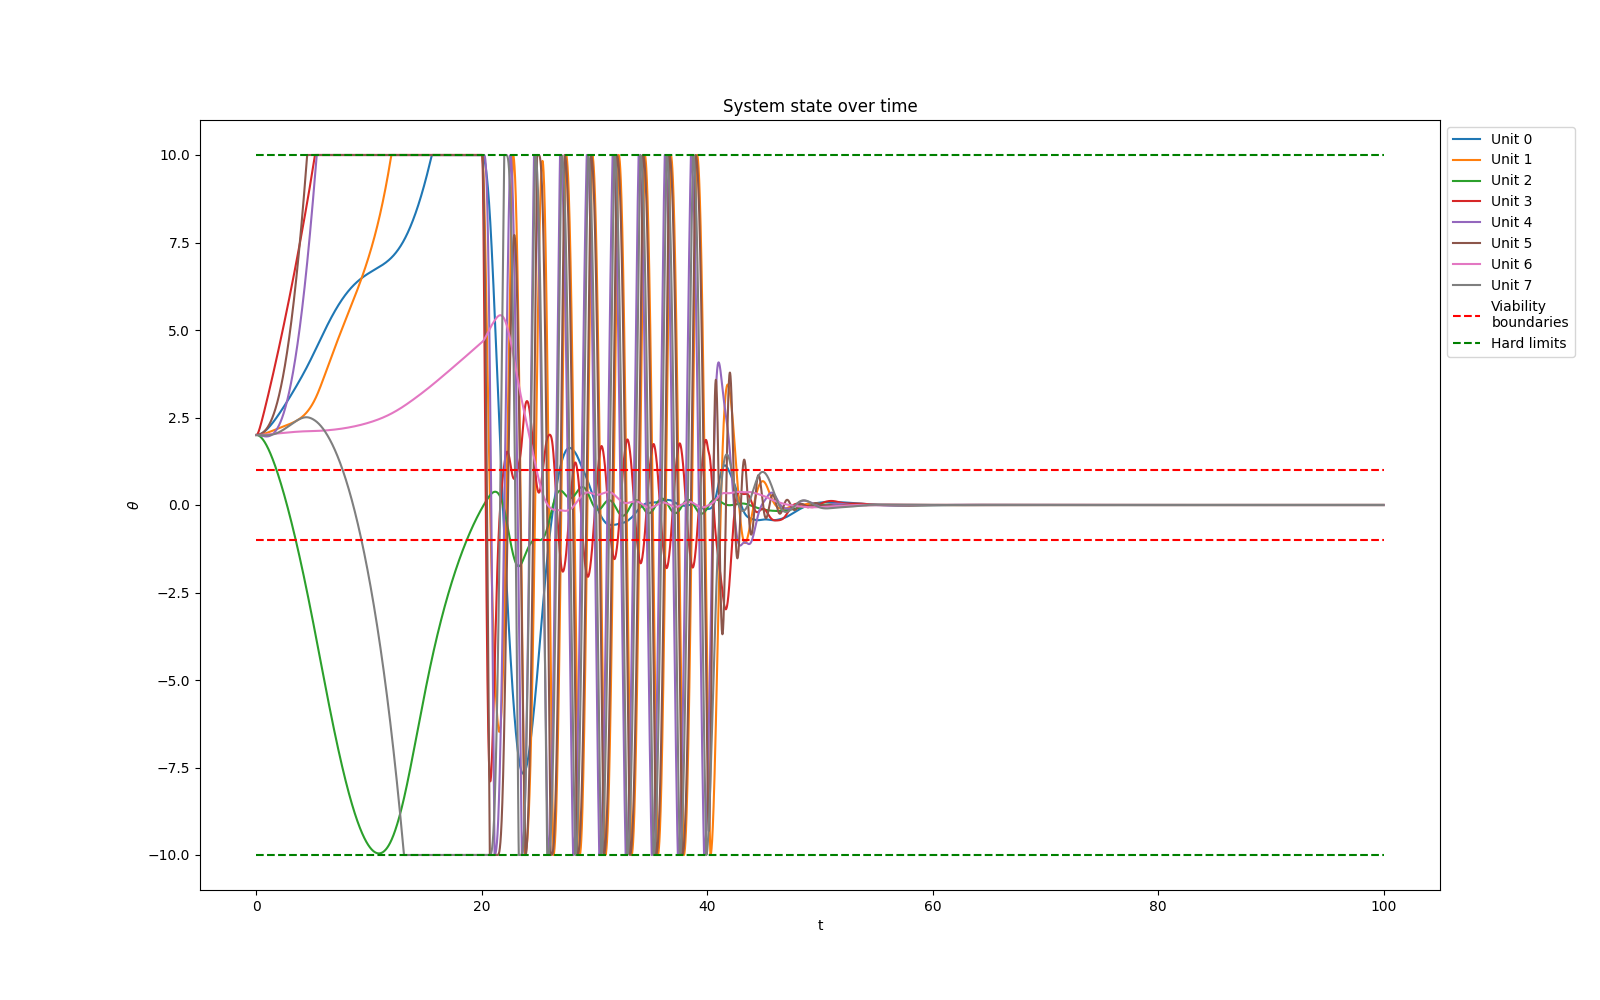 System state over time
10.0
7.5
5.0
2.5
0.0
−2.5
−5.0
−7.5
−10.0
θ
0
20
40
60
80
100
t
Unit 0
Unit 1
Unit 2
Unit 3
Unit 4
Unit 5
Unit 6
Unit 7
Viability
boundaries
Hard limits